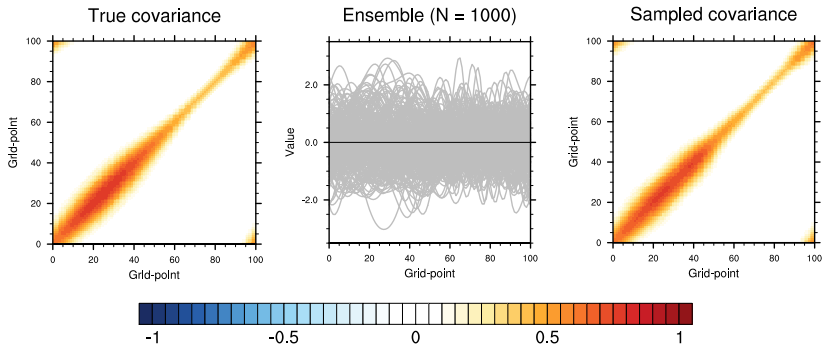 True covariance
Ensemble (N = 1000)
Sampled covariance
100
80
60
40
20
0
Grid-point
0 20 40 60 80 100
Grid-point
2.0
0.0
-2.0
Value
0 20 40 60 80 100
Grid-point
100
80
60
40
20
0
Grid-point
0 20 40 60 80 100
Grid-point
-1 -0.5 0 0.5 1